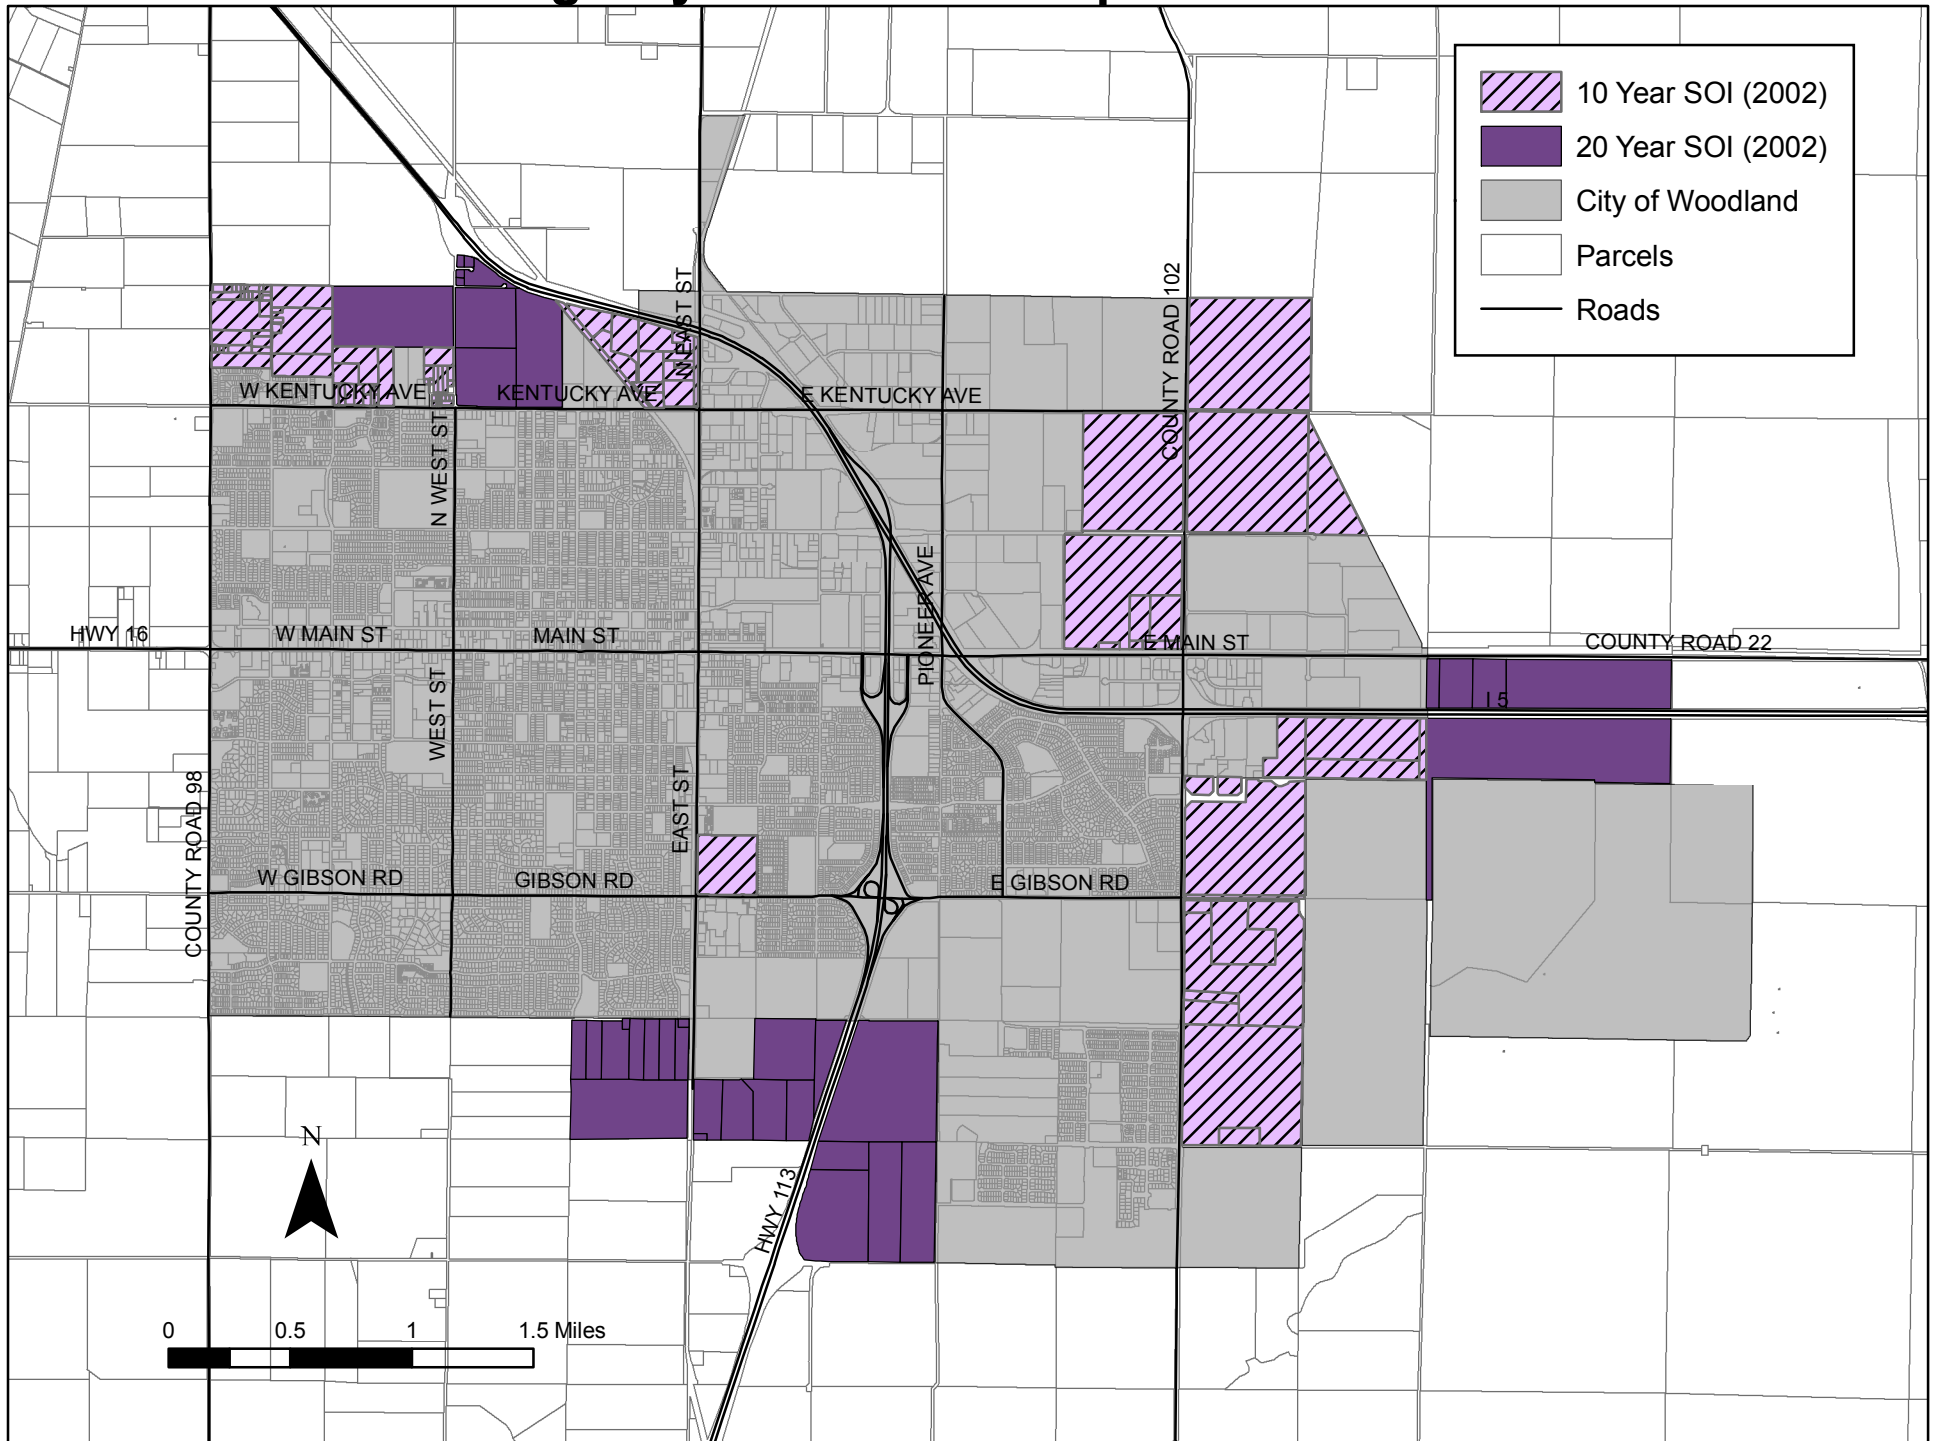 10 Year SOI (2002)
20 Year SOI (2002)
City of Woodland
Parcels
Roads
N EAST ST
COUNTY ROAD 102
W KENTUCKY AVE
KENTUCKY AVE
E KENTUCKY AVE
N WEST ST
PIONEER AVE
HWY 16
W MAIN ST
MAIN ST
E MAIN ST
COUNTY ROAD 22
WEST ST
I 5
EAST ST
COUNTY ROAD 98
W GIBSON RD
GIBSON RD
E GIBSON RD
N
HWY 113
0 0.5 1 1.5 Miles